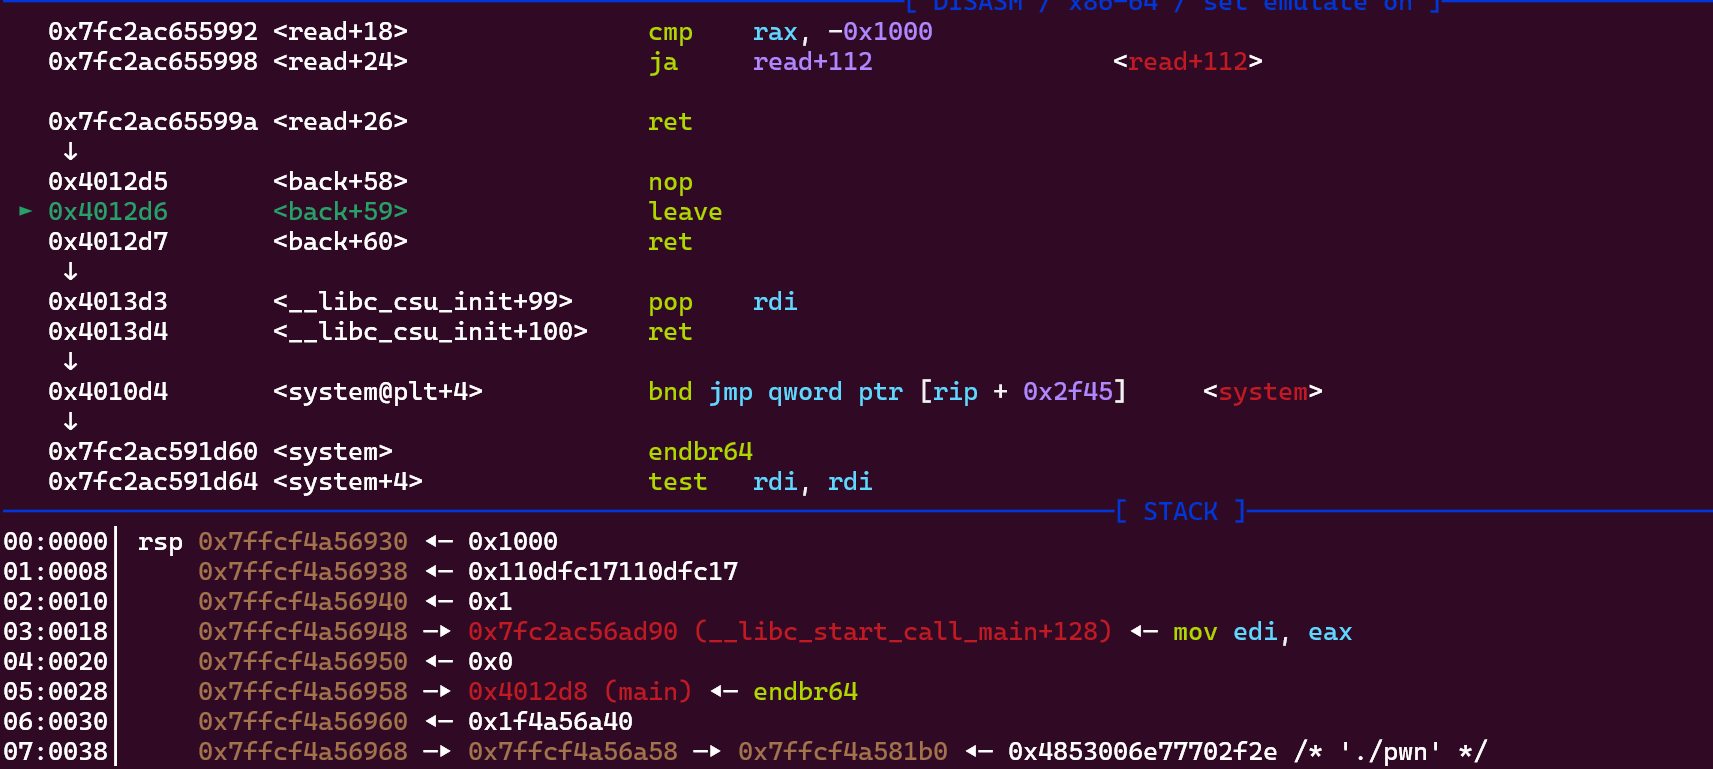 [ DISASM / x86-64 / set emulate on ]
0x7fc2ac655992 <read+18> cmp rax, -0x1000
0x7fc2ac655998 <read+24> ja read+112 <read+112>
0x7fc2ac65599a <read+26> ret
↓
0x4012d5 <back+58> nop
► 0x4012d6 <back+59> leave
0x4012d7 <back+60> ret
↓
0x4013d3 <__libc_csu_init+99> pop rdi
0x4013d4 <__libc_csu_init+100> ret
↓
0x4010d4 <system@plt+4> bnd jmp qword ptr [rip + 0x2f45] <system>
↓
0x7fc2ac591d60 <system> endbr64
0x7fc2ac591d64 <system+4> test rdi, rdi
[ STACK ]
00:0000│ rsp 0x7ffcf4a56930 ◂— 0x1000
01:0008│ 0x7ffcf4a56938 ◂— 0x110dfc17110dfc17
02:0010│ 0x7ffcf4a56940 ◂— 0x1
03:0018│ 0x7ffcf4a56948 —▸ 0x7fc2ac56ad90 (__libc_start_call_main+128) ◂— mov edi, eax
04:0020│ 0x7ffcf4a56950 ◂— 0x0
05:0028│ 0x7ffcf4a56958 —▸ 0x4012d8 (main) ◂— endbr64
06:0030│ 0x7ffcf4a56960 ◂— 0x1f4a56a40
07:0038│ 0x7ffcf4a56968 —▸ 0x7ffcf4a56a58 —▸ 0x7ffcf4a581b0 ◂— 0x4853006e77702f2e /* './pwn' */